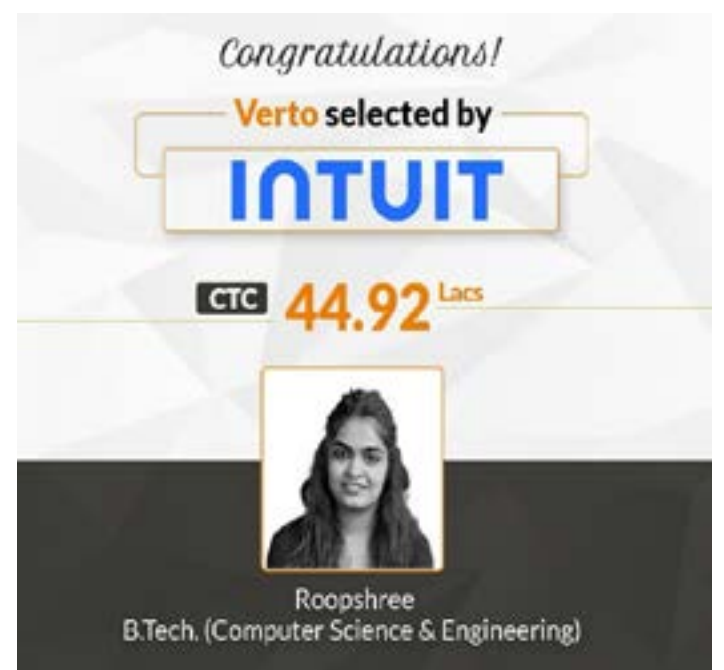 Congratulations!
Verto selected by
INTUIT
CTC 44.92 Lacs
Roopshree
B.Tech. (Computer Science & Engineering)